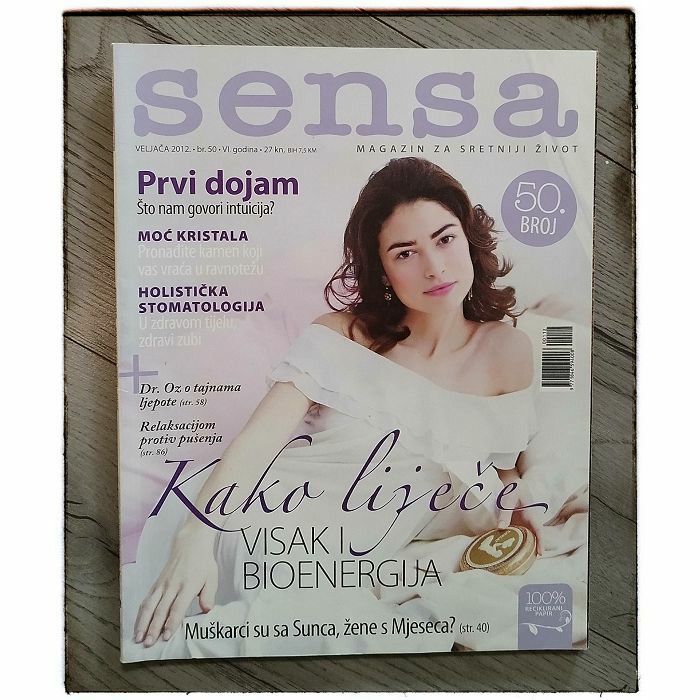 sensa
VELJAČA 2012. • br. 50 • VI. godina • 27 kn, BIH 7,5 KM
MAGAZIN ZA SRETNIJI ŽIVOT
Prvi dojam
Što nam govori intuicija?
50.
BROJ
MOĆ KRISTALA
Pronađite kamen koji
vas vraća u ravnotežu
HOLISTIČKA
STOMATOLOGIJA
U zdravom tijelu,
zdravi zubi
+
Dr. Oz o tajnama
ljepote (str. 58)
Relaksacijom
protiv pušenja
(str. 86)
Kako liječe
VISAK I
BIOENERGIJA
Muškarci su sa Sunca, žene s Mjeseca? (str. 40)
100%
RECIKLIRANI
PAPIR